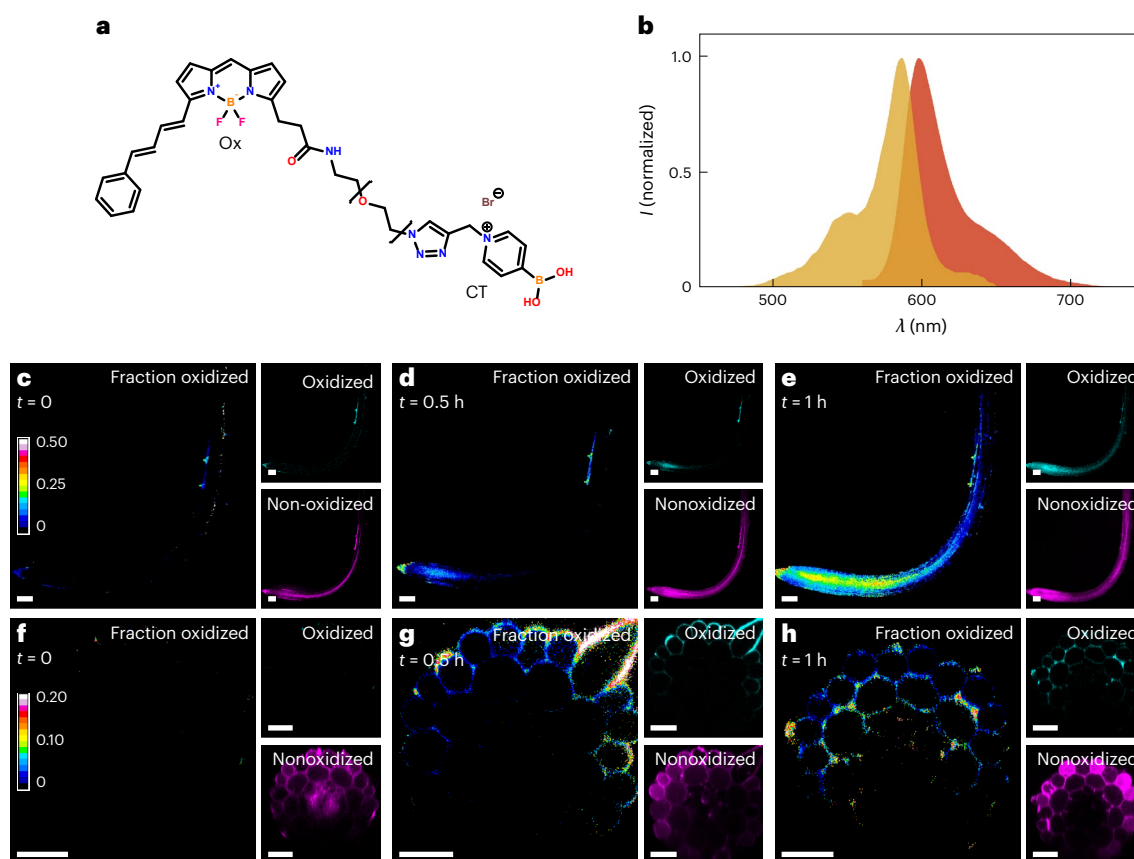 a
N+
B-
N
F
F
Ox
O
NH
O
Br ⊖
N
N
N
⊕
N
B
OH
HO
CT
b
1.0
0.5
0
I (normalized)
500
600
700
λ (nm)
c
Fraction oxidized
t = 0
0.50
0.25
0
Oxidized
Non-oxidized
d
Fraction oxidized
t = 0.5 h
Oxidized
Nonoxidized
e
Fraction oxidized
t = 1 h
Oxidized
Nonoxidized
f
Fraction oxidized
t = 0
0.20
0.10
0
Oxidized
Nonoxidized
g
Fraction oxidized
t = 0.5 h
Oxidized
Nonoxidized
h
Fraction oxidized
t = 1 h
Oxidized
Nonoxidized